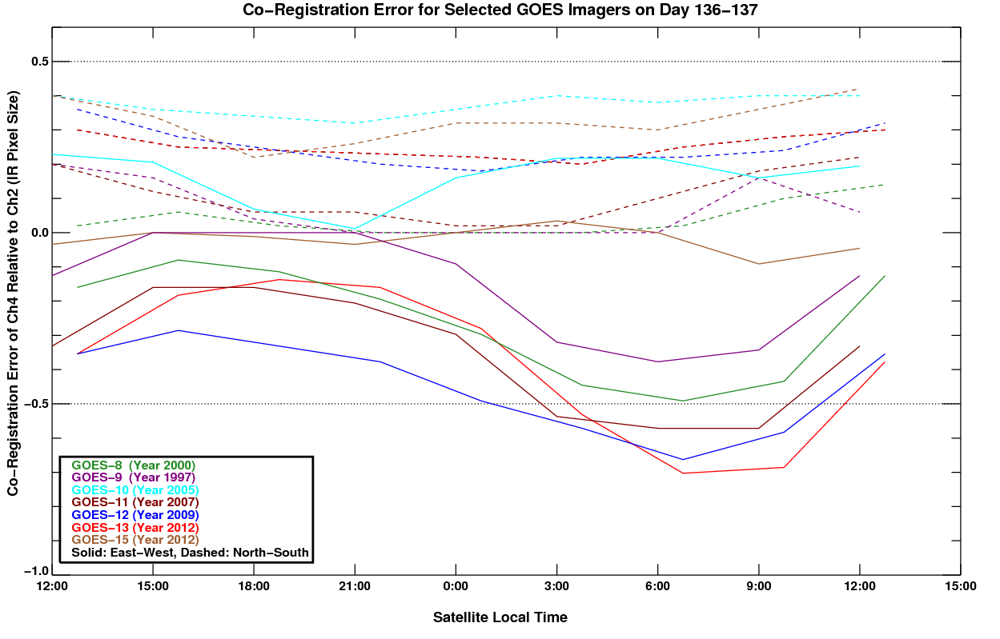 Co−Registration Error for Selected GOES Imagers on Day 136−137
Co−Registration Error of Ch4 Relative to Ch2 (IR Pixel Size)
0.5
0.0
−0.5
−1.0
GOES−8 (Year 2000)
GOES−9 (Year 1997)
GOES−10 (Year 2005)
GOES−11 (Year 2007)
GOES−12 (Year 2009)
GOES−13 (Year 2012)
GOES−15 (Year 2012)
Solid: East−West, Dashed: North−South
12:00 15:00 18:00 21:00 0:00 3:00 6:00 9:00 12:00 15:00
Satellite Local Time